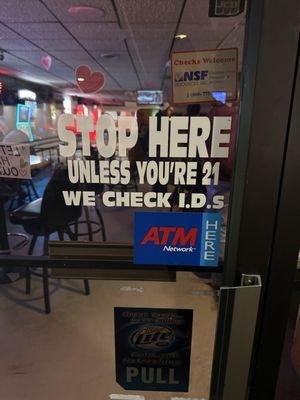 Checks Welcome
NSF
STOP HERE
UNLESS YOU'RE 21
WE CHECK I.D.s
ATM
Network
HERE
Lite
PULL